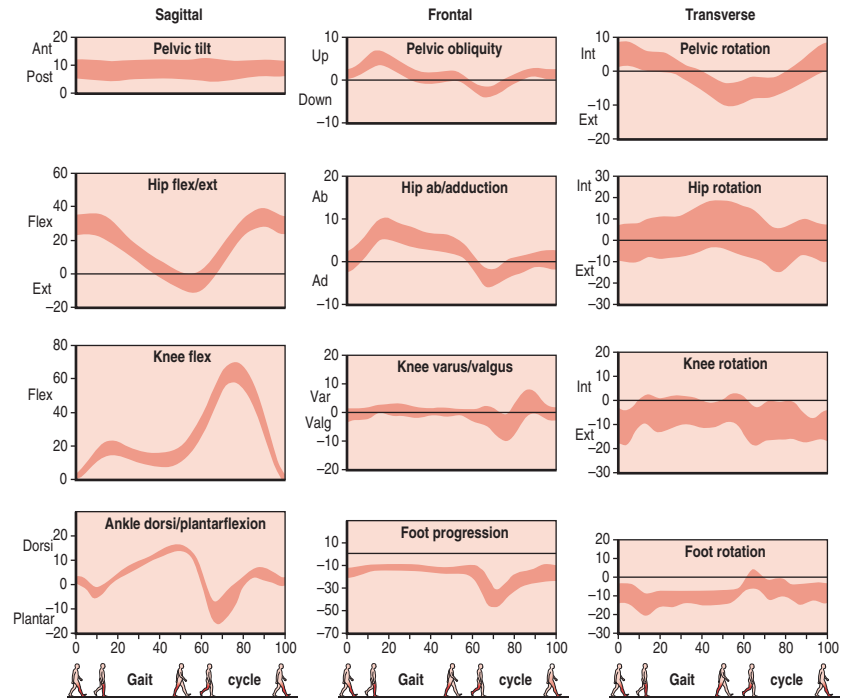 Sagittal
Frontal
Transverse
Pelvic tilt
Ant
Post
20
10
0
Pelvic obliquity
Up
Down
10
0
–10
Pelvic rotation
Int
Ext
10
0
–10
–20
Hip flex/ext
Flex
Ext
60
40
20
0
–20
Hip ab/adduction
Ab
Ad
20
10
0
–10
Hip rotation
Int
Ext
30
20
10
0
–10
–20
–30
Knee flex
Flex
80
60
40
20
0
Knee varus/valgus
Var
Valg
20
10
0
–10
–20
Knee rotation
Int
Ext
20
10
0
–10
–20
–30
Ankle dorsi/plantarflexion
Dorsi
Plantar
20
10
0
–10
–20
0 20 40 60 80 100
Foot progression
10
–10
–30
–50
–70
0 20 40 60 80 100
Foot rotation
20
10
0
–10
–20
–30
0 20 40 60 80 100
Gait cycle
Gait cycle
Gait cycle